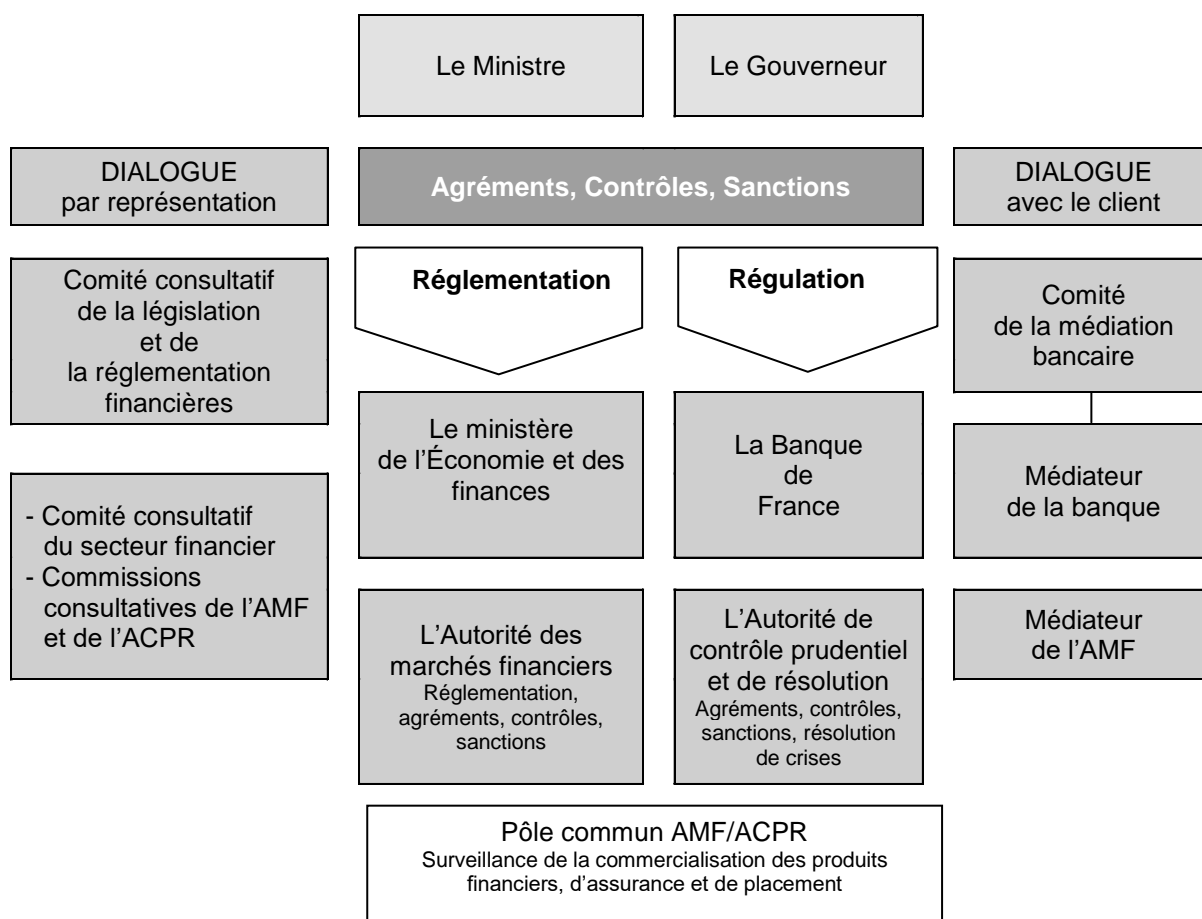 Le Ministre
Le Gouverneur
DIALOGUE
par représentation
Agréments, Contrôles, Sanctions
DIALOGUE
avec le client
Comité consultatif
de la législation
et de
la réglementation
financières
Réglementation
Régulation
Comité
de la médiation
bancaire
Le ministère
de l’Économie et des
finances
La Banque
de
France
Médiateur
de la banque
- Comité consultatif
du secteur financier
- Commissions
consultatives de l’AMF
et de l’ACPR
L’Autorité des
marchés financiers
Réglementation,
agréments, contrôles,
sanctions
L’Autorité de
contrôle prudentiel
et de résolution
Agréments, contrôles,
sanctions, résolution
de crises
Médiateur
de l’AMF
Pôle commun AMF/ACPR
Surveillance de la commercialisation des produits
financiers, d’assurance et de placement